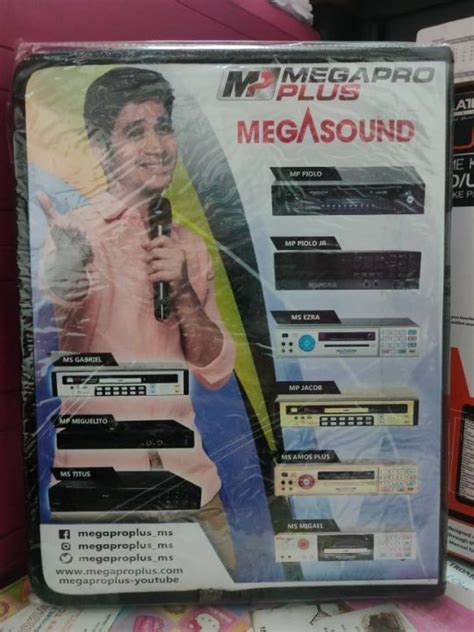 MP MEGAPRO
PLUS
MEGASOUND
MP PIOLO
MP PIOLO JR
MS EZRA
MS GABRIEL
MP JACOB
MP MIGUELITO
MS AMOS PLUS
MS TITUS
MS MIGAEL
megaproplus_ms
megaproplus_ms
megaproplus_ms
www.megaproplus.com
megaproplus-youtube